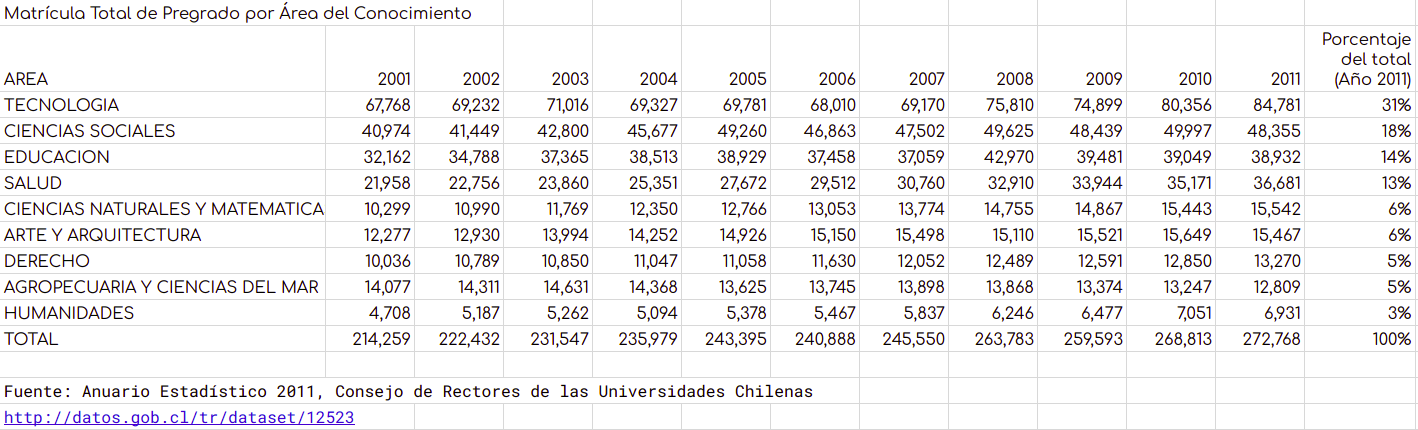 Matrícula Total de Pregrado por Área del Conocimiento
Porcentaje
del total
AREA 2001 2002 2003 2004 2005 2006 2007 2008 2009 2010 2011 (Año 2011)
TECNOLOGIA 67,768 69,232 71,016 69,327 69,781 68,010 69,170 75,810 74,899 80,356 84,781 31%
CIENCIAS SOCIALES 40,974 41,449 42,800 45,677 49,260 46,863 47,502 49,625 48,439 49,997 48,355 18%
EDUCACION 32,162 34,788 37,365 38,513 38,929 37,458 37,059 42,970 39,481 39,049 38,932 14%
SALUD 21,958 22,756 23,860 25,351 27,672 29,512 30,760 32,910 33,944 35,171 36,681 13%
CIENCIAS NATURALES Y MATEMATICA 10,299 10,990 11,769 12,350 12,766 13,053 13,774 14,755 14,867 15,443 15,542 6%
ARTE Y ARQUITECTURA 12,277 12,930 13,994 14,252 14,926 15,150 15,498 15,110 15,521 15,649 15,467 6%
DERECHO 10,036 10,789 10,850 11,047 11,058 11,630 12,052 12,489 12,591 12,850 13,270 5%
AGROPECUARIA Y CIENCIAS DEL MAR 14,077 14,311 14,631 14,368 13,625 13,745 13,898 13,868 13,374 13,247 12,809 5%
HUMANIDADES 4,708 5,187 5,262 5,094 5,378 5,467 5,837 6,246 6,477 7,051 6,931 3%
TOTAL 214,259 222,432 231,547 235,979 243,395 240,888 245,550 263,783 259,593 268,813 272,768 100%
Fuente: Anuario Estadístico 2011, Consejo de Rectores de las Universidades Chilenas
http://datos.gob.cl/tr/dataset/12523